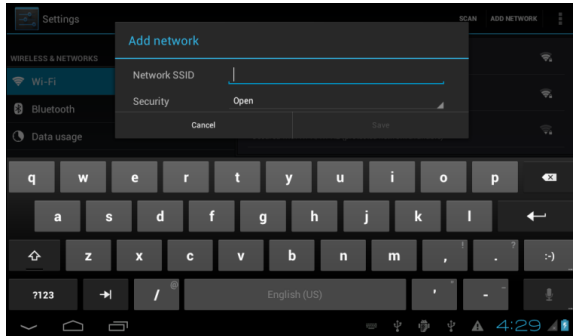 Settings
SCAN ADD NETWORK
Add network
WIRELESS & NETWORKS
Network SSID
Wi-Fi
Security Open
Bluetooth
Cancel Save
Data usage
q w e r t y u i o p
a s d f g h j k l
z x c v b n m , ! . ? :-)
?123 / @ English (US) ' " - _
4:29